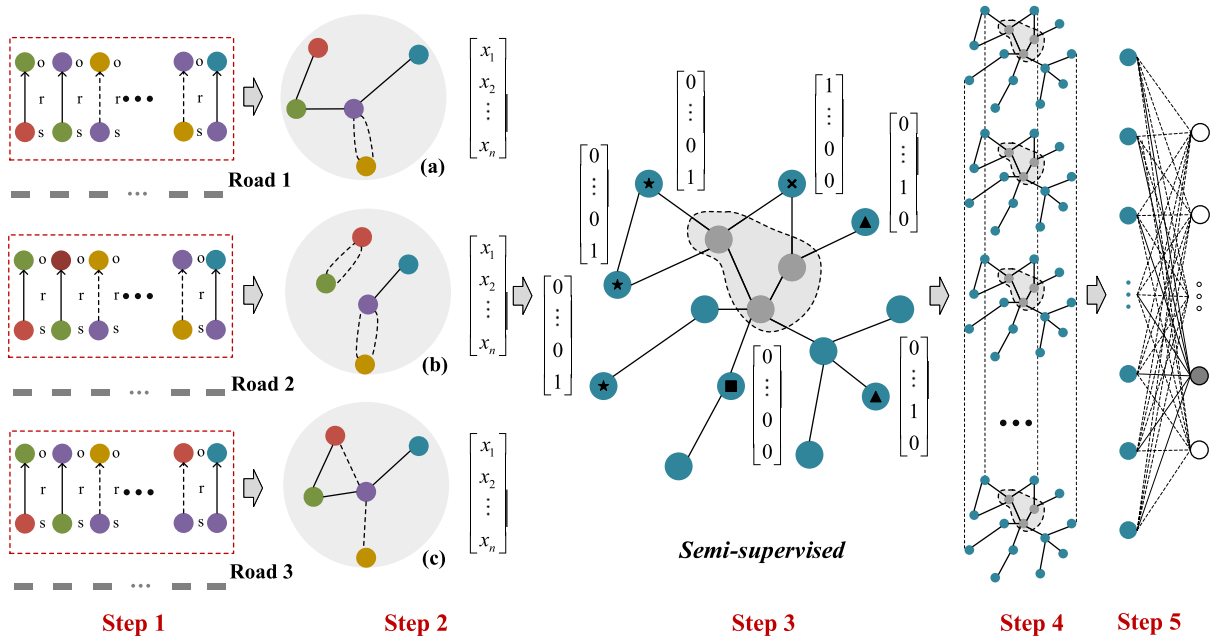 o o o o o
r r r r
s s s s
Road 1
(a)
x1
x2
⋮
xn
o o o o o
r r r r
s s s s
Road 2
(b)
x1
x2
⋮
xn
o o o o o
r r r r
s s s s
Road 3
(c)
x1
x2
⋮
xn
0
⋮
0
1
0
⋮
0
1
0
⋮
0
1
1
⋮
0
0
0
⋮
1
0
0
⋮
0
0
0
⋮
1
0
Semi-supervised
Step 1
Step 2
Step 3
Step 4
Step 5